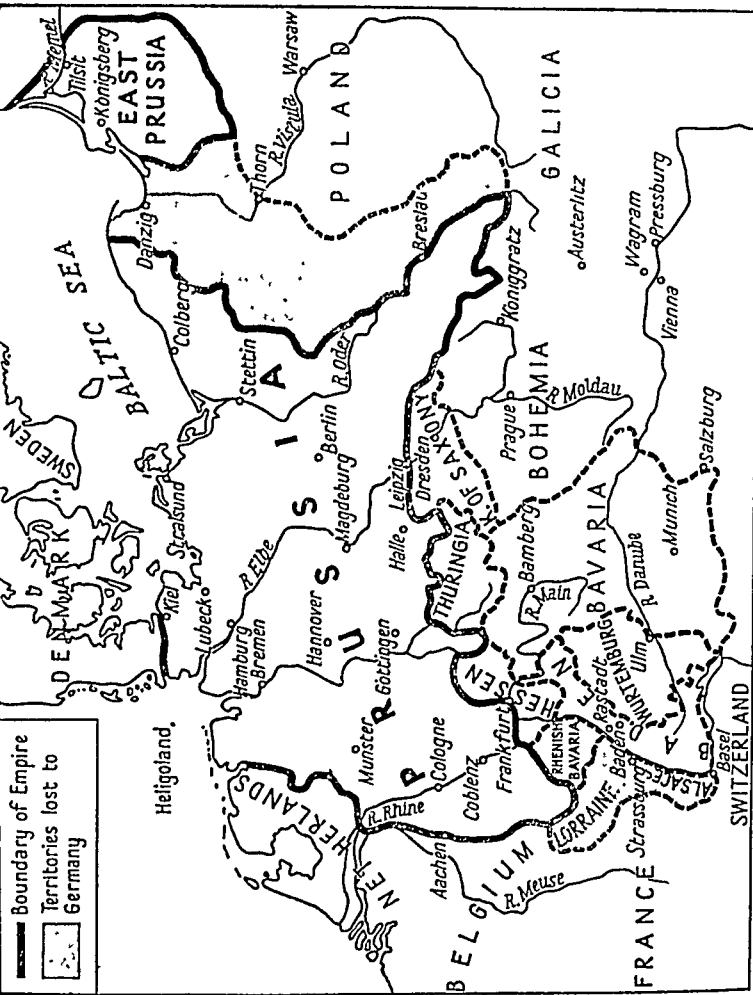 Boundary of Empire
Territories lost to
Germany
DENMARK
SWEDEN
BALTIC SEA
R. Memel
Tilsit
Königsberg
EAST
PRUSSIA
Heligoland
Kiel
Lubeck
Stralsund
Colberg
Danzig
Hamburg
Bremen
R. Elbe
Stettin
Thorn
R. Vistula
Warsaw
POLAND
NETHERLANDS
Hannover
Magdeburg
Berlin
R. Oder
PRUSSIA
Munster
Göttingen
Halle
Leipzig
Dresden
Breslau
R. Rhine
Cologne
Aachen
Coblenz
Frankfurt
HESSEN
THURINGIA
K. OF SAXONY
Koniggratz
GALICIA
BELGIUM
R. Meuse
RHENISH
BAVARIA
LORRAINE
Bamberg
R. Main
Prague
BOHEMIA
R. Moldau
Austerlitz
FRANCE
Strassburg
Baden
Rastadt
BADEN
WURTEMBURG
Ulm
BAVARIA
R. Danube
Munich
Salzburg
Vienna
Wagram
Pressburg
ALSACE
Basel
SWITZERLAND